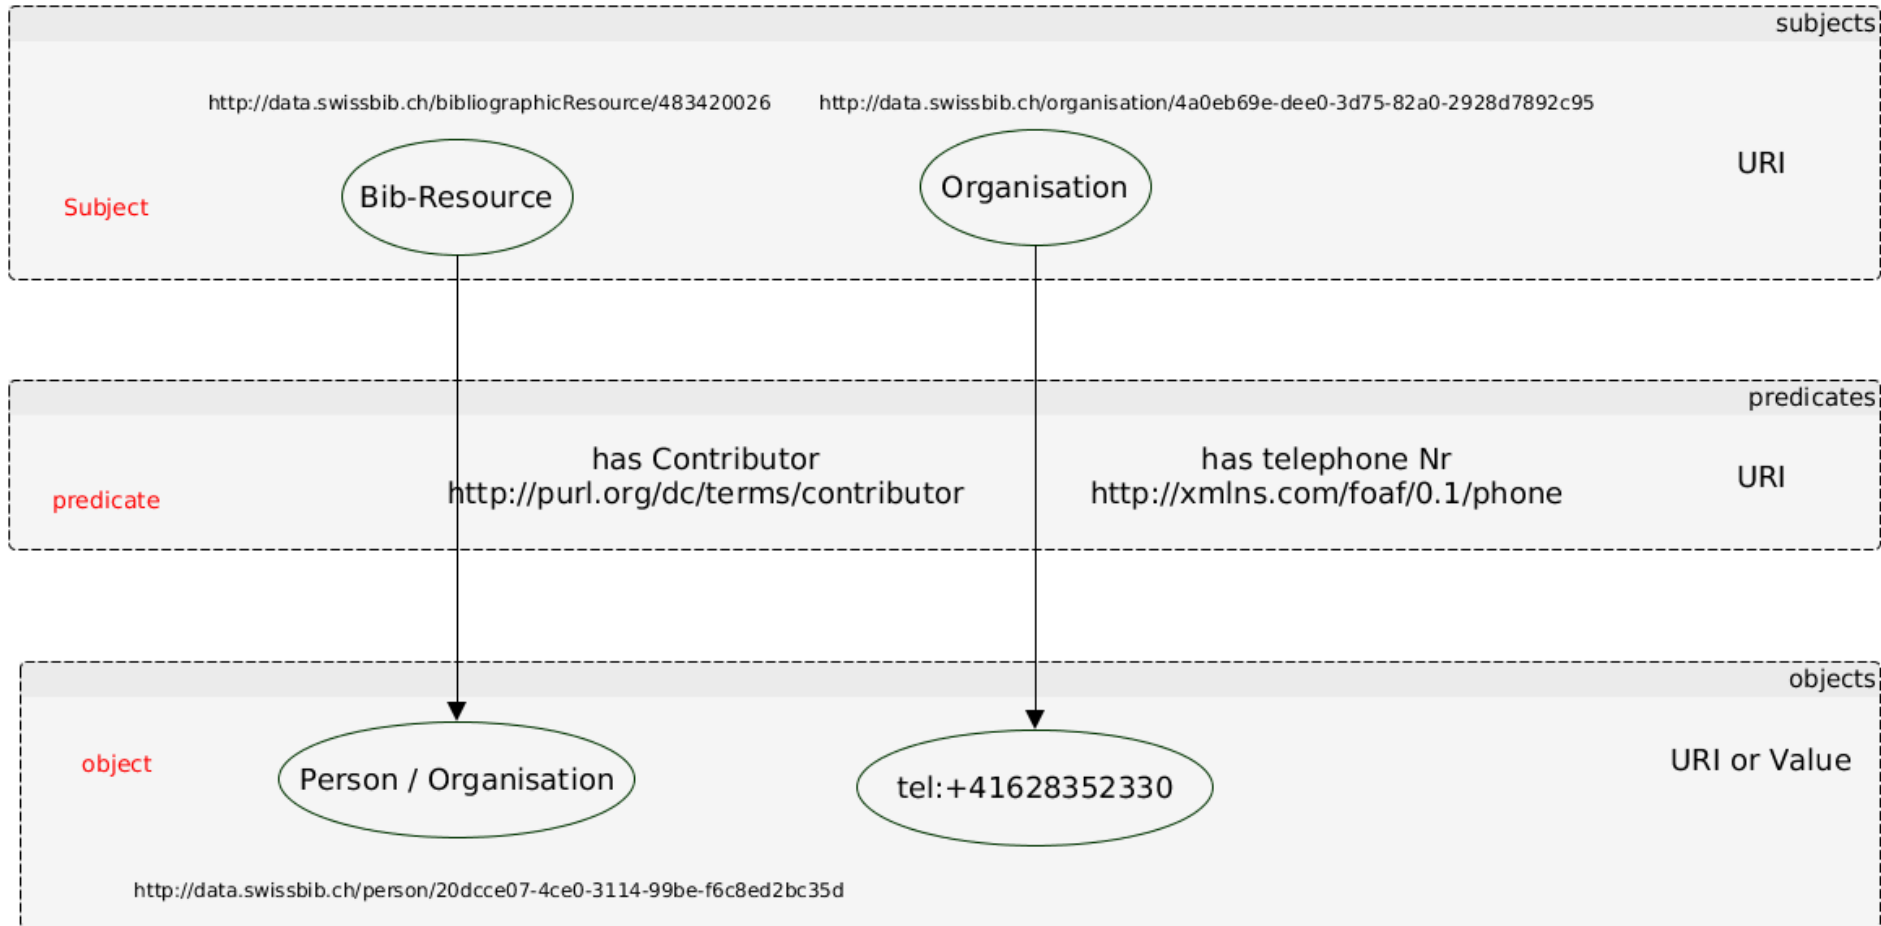 subjects
http://data.swissbib.ch/bibliographicResource/483420026
http://data.swissbib.ch/organisation/4a0eb69e-dee0-3d75-82a0-2928d7892c95
URI
Organisation
Bib-Resource
Subject
predicates
has Contributor
http://purl.org/dc/terms/contributor
has telephone Nr
http://xmlns.com/foaf/0.1/phone
URI
predicate
objects
object
URI or Value
Person / Organisation
tel:+41628352330
http://data.swissbib.ch/person/20dcce07-4ce0-3114-99be-f6c8ed2bc35d